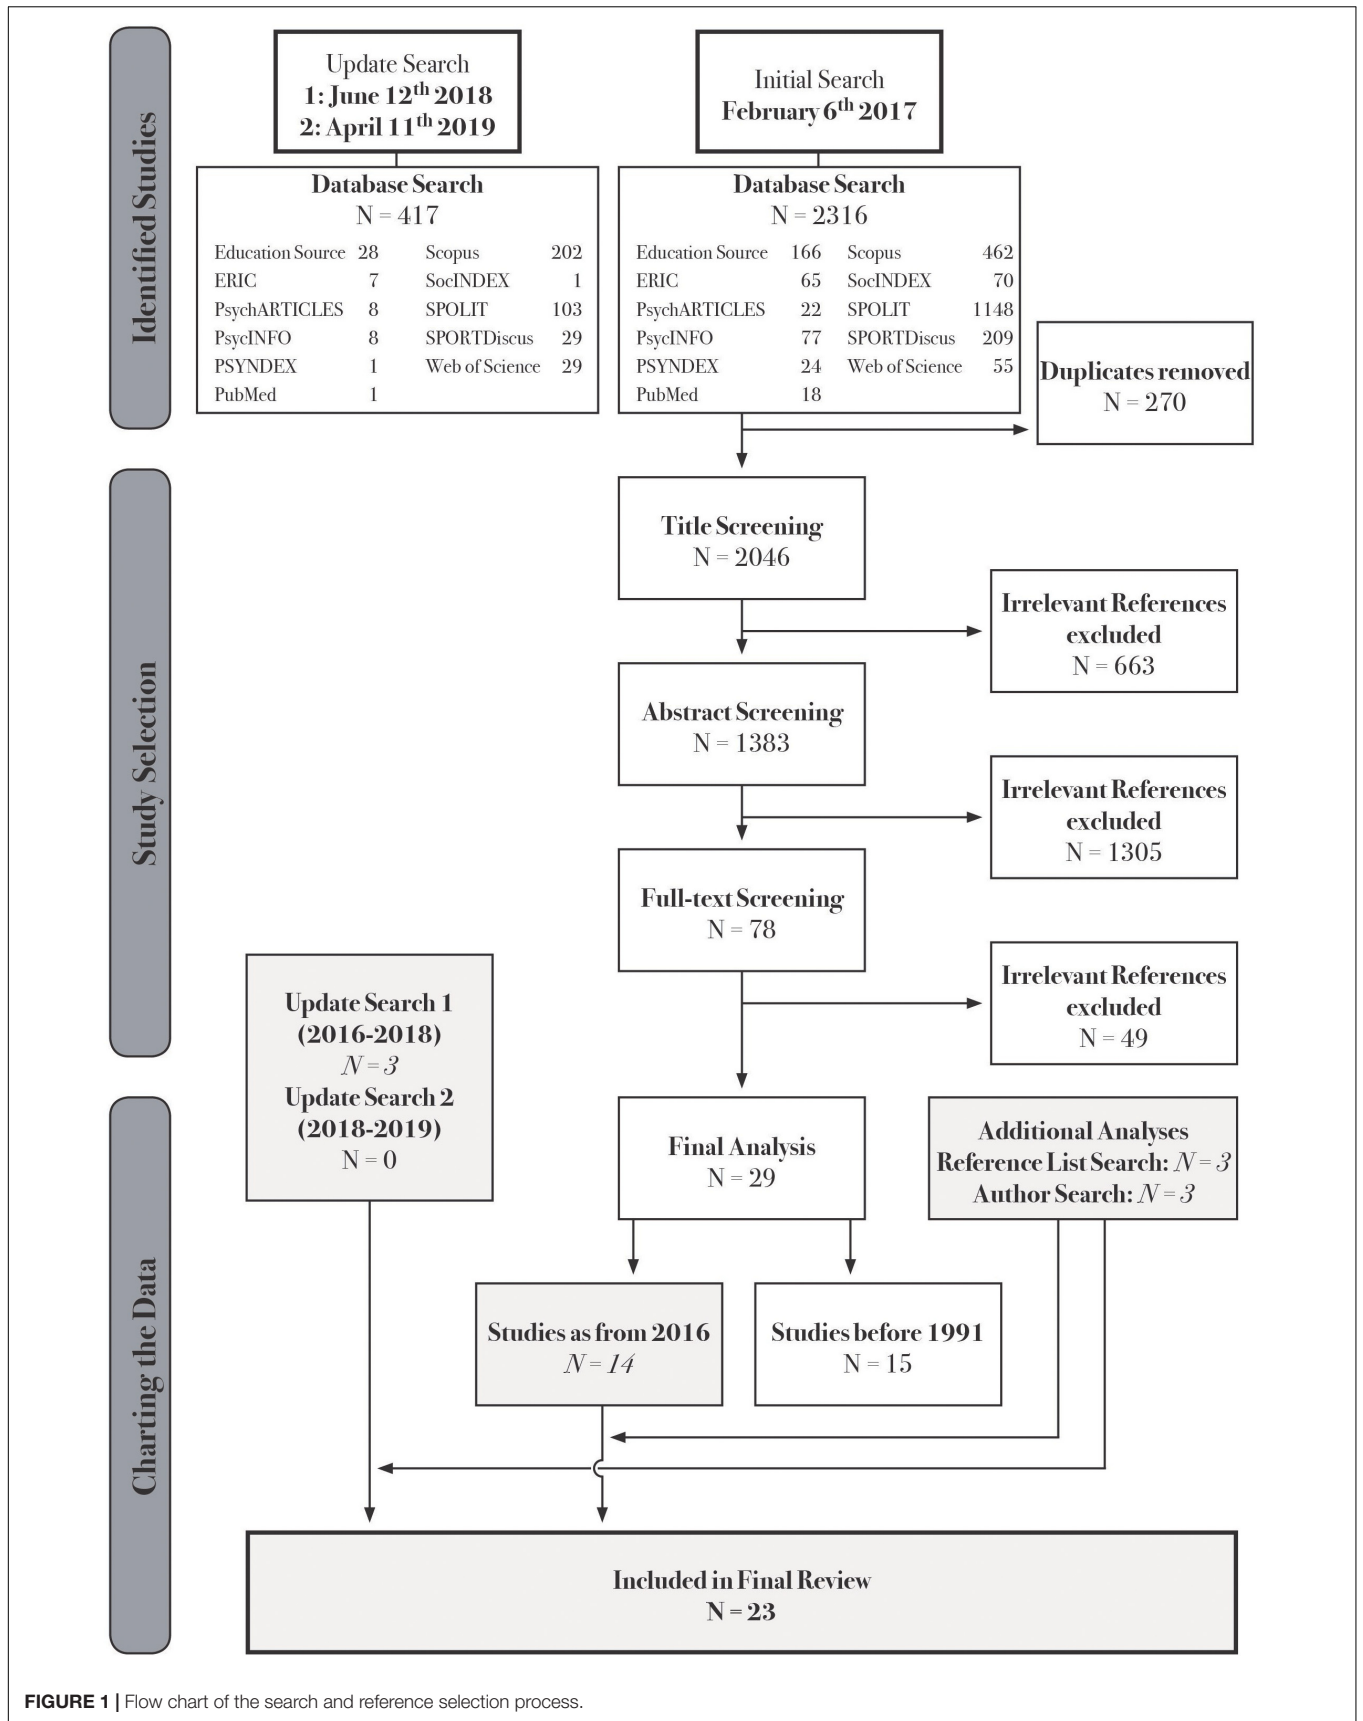 Identified Studies
Update Search
1: June 12th 2018
2: April 11th 2019
Initial Search
February 6th 2017
Database Search
N = 417
Education Source 28 Scopus 202
ERIC 7 SocINDEX 1
PsychARTICLES 8 SPOLIT 103
PsycINFO 8 SPORTDiscus 29
PSYNDEX 1 Web of Science 29
PubMed 1
Database Search
N = 2316
Education Source 166 Scopus 462
ERIC 65 SocINDEX 70
PsychARTICLES 22 SPOLIT 1148
PsycINFO 77 SPORTDiscus 209
PSYNDEX 24 Web of Science 55
PubMed 18
Duplicates removed
N = 270
Study Selection
Title Screening
N = 2046
Irrelevant References
excluded
N = 663
Abstract Screening
N = 1383
Irrelevant References
excluded
N = 1305
Full-text Screening
N = 78
Irrelevant References
excluded
N = 49
Update Search 1
(2016-2018)
N = 3
Update Search 2
(2018-2019)
N = 0
Charting the Data
Final Analysis
N = 29
Additional Analyses
Reference List Search: N = 3
Author Search: N = 3
Studies as from 2016
N = 14
Studies before 1991
N = 15
Included in Final Review
N = 23
FIGURE 1 | Flow chart of the search and reference selection process.